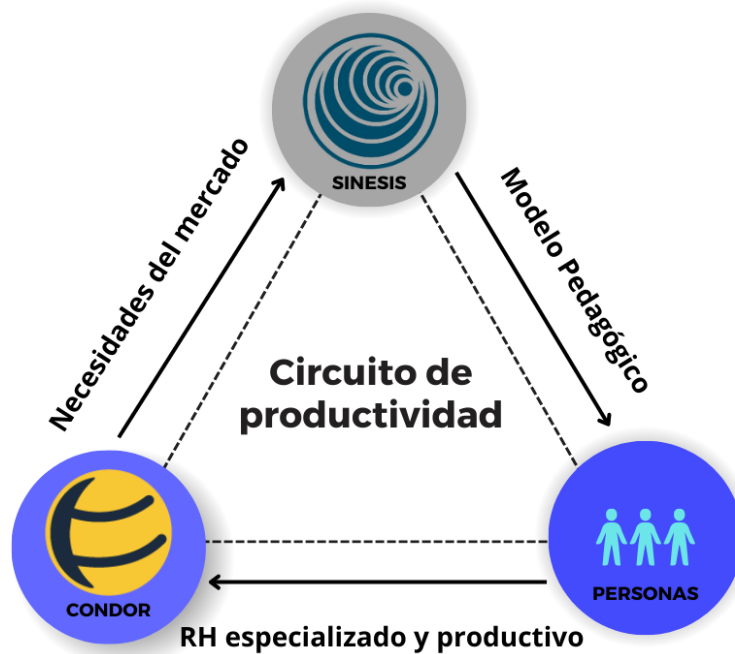 SINESIS
Necesidades del mercado
Modelo Pedagógico
Circuito de
productividad
CONDOR
PERSONAS
RH especializado y productivo